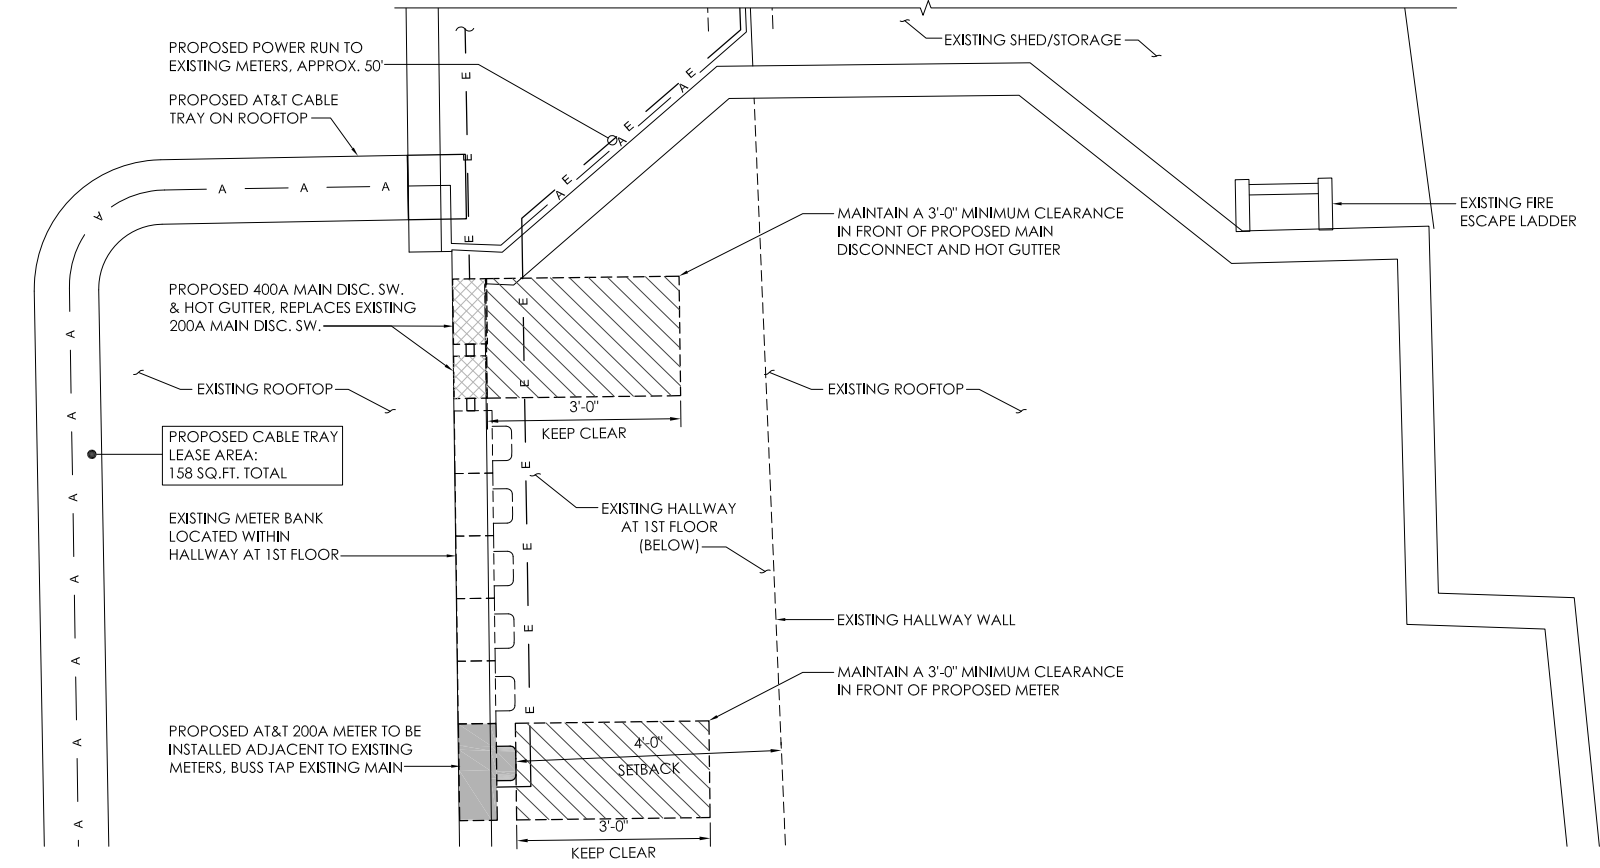 PROPOSED POWER RUN TO
EXISTING METERS, APPROX. 50'
PROPOSED AT&T CABLE
TRAY ON ROOFTOP
EXISTING SHED/STORAGE
EXISTING FIRE
ESCAPE LADDER
MAINTAIN A 3'-0" MINIMUM CLEARANCE
IN FRONT OF PROPOSED MAIN
DISCONNECT AND HOT GUTTER
PROPOSED 400A MAIN DISC. SW.
& HOT GUTTER, REPLACES EXISTING
200A MAIN DISC. SW.
EXISTING ROOFTOP
EXISTING ROOFTOP
3'-0"
KEEP CLEAR
PROPOSED CABLE TRAY
LEASE AREA:
158 SQ.FT. TOTAL
EXISTING METER BANK
LOCATED WITHIN
HALLWAY AT 1ST FLOOR
EXISTING HALLWAY
AT 1ST FLOOR
(BELOW)
EXISTING HALLWAY WALL
MAINTAIN A 3'-0" MINIMUM CLEARANCE
IN FRONT OF PROPOSED METER
PROPOSED AT&T 200A METER TO BE
INSTALLED ADJACENT TO EXISTING
METERS, BUSS TAP EXISTING MAIN
4'-0"
SETBACK
3'-0"
KEEP CLEAR
A A A
A
A
A
A
A
A
A
A
A
A
E
E
E
E
E
E
E
E
E
E
E
E
E
E
A
A
A
A